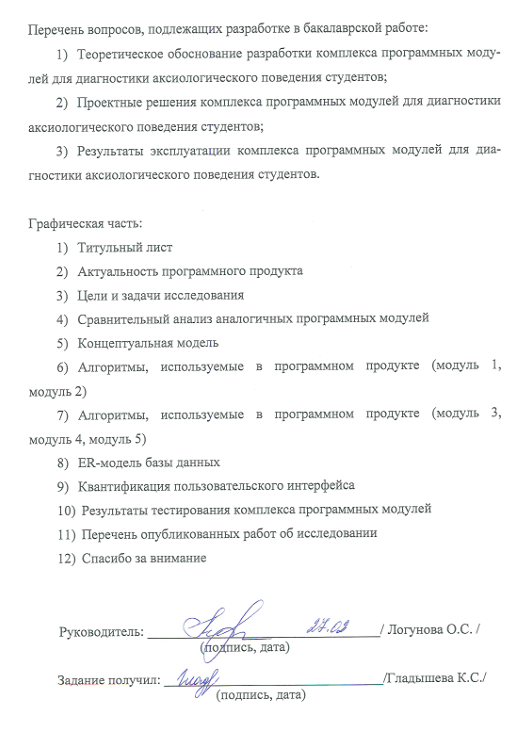 Перечень вопросов, подлежащих разработке в бакалаврской работе:
1) Теоретическое обоснование разработки комплекса программных моду-
лей для диагностики аксиологического поведения студентов;
2) Проектные решения комплекса программных модулей для диагностики
аксиологического поведения студентов;
3) Результаты эксплуатации комплекса программных модулей для диа-
гностики аксиологического поведения студентов.
Графическая часть:
1) Титульный лист
2) Актуальность программного продукта
3) Цели и задачи исследования
4) Сравнительный анализ аналогичных программных модулей
5) Концептуальная модель
6) Алгоритмы, используемые в программном продукте (модуль 1,
модуль 2)
7) Алгоритмы, используемые в программном продукте (модуль 3,
модуль 4, модуль 5)
8) ER-модель базы данных
9) Квантификация пользовательского интерфейса
10) Результаты тестирования комплекса программных модулей
11) Перечень опубликованных работ об исследовании
12) Спасибо за внимание
Руководитель: 27.02 / Логунова О.С. /
(подпись, дата)
Задание получил: /Гладышева К.С./
(подпись, дата)